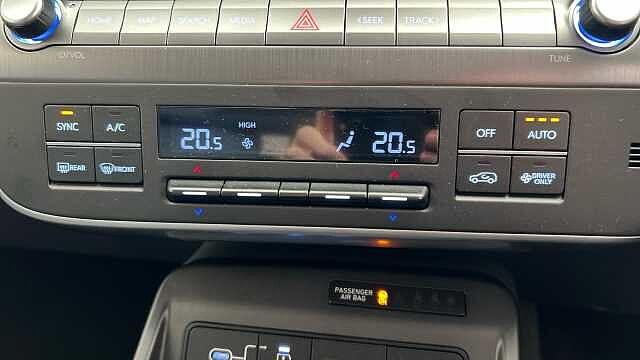 HOME MAP SEARCH MEDIA <SEEK TRACK>
⏻/VOL TUNE
SYNC A/C HIGH 20.5 20.5 OFF AUTO
REAR FRONT DRIVER ONLY
PASSENGER
AIR BAG